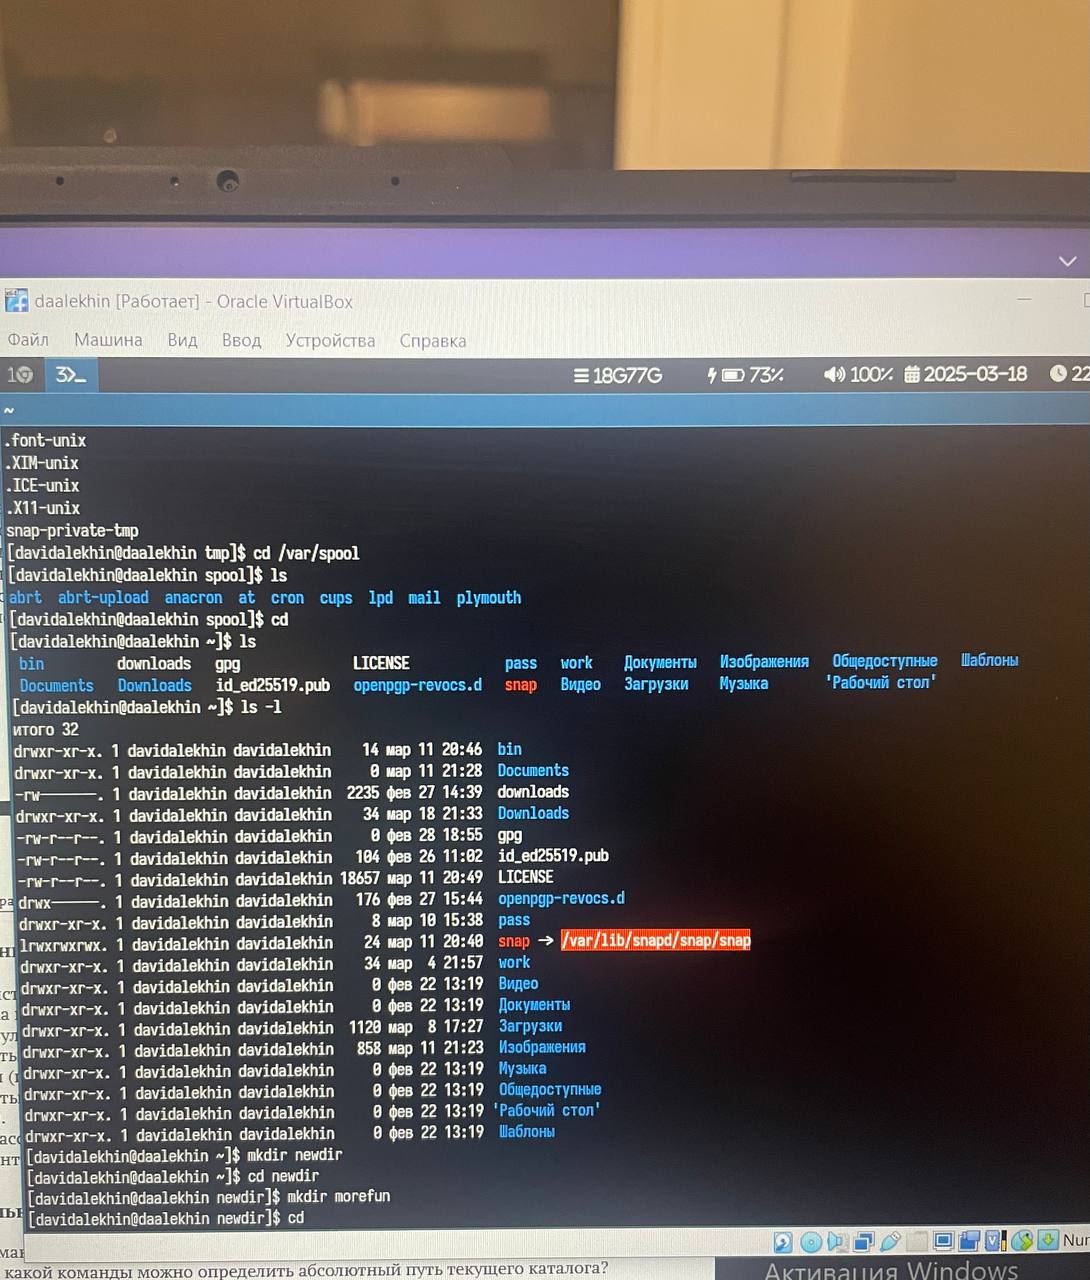 daalekhin [Работает] - Oracle VirtualBox
Файл Машина Вид Ввод Устройства Справка
1 3>_ 18G77G 73% 100% 2025-03-18 22
~
.font-unix
.XIM-unix
.ICE-unix
.X11-unix
snap-private-tmp
[davidalekhin@daalekhin tmp]$ cd /var/spool
[davidalekhin@daalekhin spool]$ ls
abrt abrt-upload anacron at cron cups lpd mail plymouth
[davidalekhin@daalekhin spool]$ cd
[davidalekhin@daalekhin ~]$ ls
bin downloads gpg LICENSE pass work Документы Изображения Общедоступные Шаблоны
Documents Downloads id_ed25519.pub openpgp-revocs.d snap Видео Загрузки Музыка 'Рабочий стол'
[davidalekhin@daalekhin ~]$ ls -l
итого 32
drwxr-xr-x. 1 davidalekhin davidalekhin 14 мар 11 20:46 bin
drwxr-xr-x. 1 davidalekhin davidalekhin 0 мар 11 21:28 Documents
-rw-------. 1 davidalekhin davidalekhin 2235 фев 27 14:39 downloads
drwxr-xr-x. 1 davidalekhin davidalekhin 34 мар 18 21:33 Downloads
-rw-r--r--. 1 davidalekhin davidalekhin 0 фев 28 18:55 gpg
-rw-r--r--. 1 davidalekhin davidalekhin 104 фев 26 11:02 id_ed25519.pub
-rw-r--r--. 1 davidalekhin davidalekhin 18657 мар 11 20:49 LICENSE
drwx------. 1 davidalekhin davidalekhin 176 фев 27 15:44 openpgp-revocs.d
drwxr-xr-x. 1 davidalekhin davidalekhin 8 мар 10 15:38 pass
lrwxrwxrwx. 1 davidalekhin davidalekhin 24 мар 11 20:40 snap -> /var/lib/snapd/snap/snap
drwxr-xr-x. 1 davidalekhin davidalekhin 34 мар 4 21:57 work
drwxr-xr-x. 1 davidalekhin davidalekhin 0 фев 22 13:19 Видео
drwxr-xr-x. 1 davidalekhin davidalekhin 0 фев 22 13:19 Документы
drwxr-xr-x. 1 davidalekhin davidalekhin 1120 мар 8 17:27 Загрузки
drwxr-xr-x. 1 davidalekhin davidalekhin 858 мар 11 21:23 Изображения
drwxr-xr-x. 1 davidalekhin davidalekhin 0 фев 22 13:19 Музыка
drwxr-xr-x. 1 davidalekhin davidalekhin 0 фев 22 13:19 Общедоступные
drwxr-xr-x. 1 davidalekhin davidalekhin 0 фев 22 13:19 'Рабочий стол'
drwxr-xr-x. 1 davidalekhin davidalekhin 0 фев 22 13:19 Шаблоны
[davidalekhin@daalekhin ~]$ mkdir newdir
[davidalekhin@daalekhin ~]$ cd newdir
[davidalekhin@daalekhin newdir]$ mkdir morefun
[davidalekhin@daalekhin newdir]$ cd
какой команды можно определить абсолютный путь текущего каталога?
Активация Windows